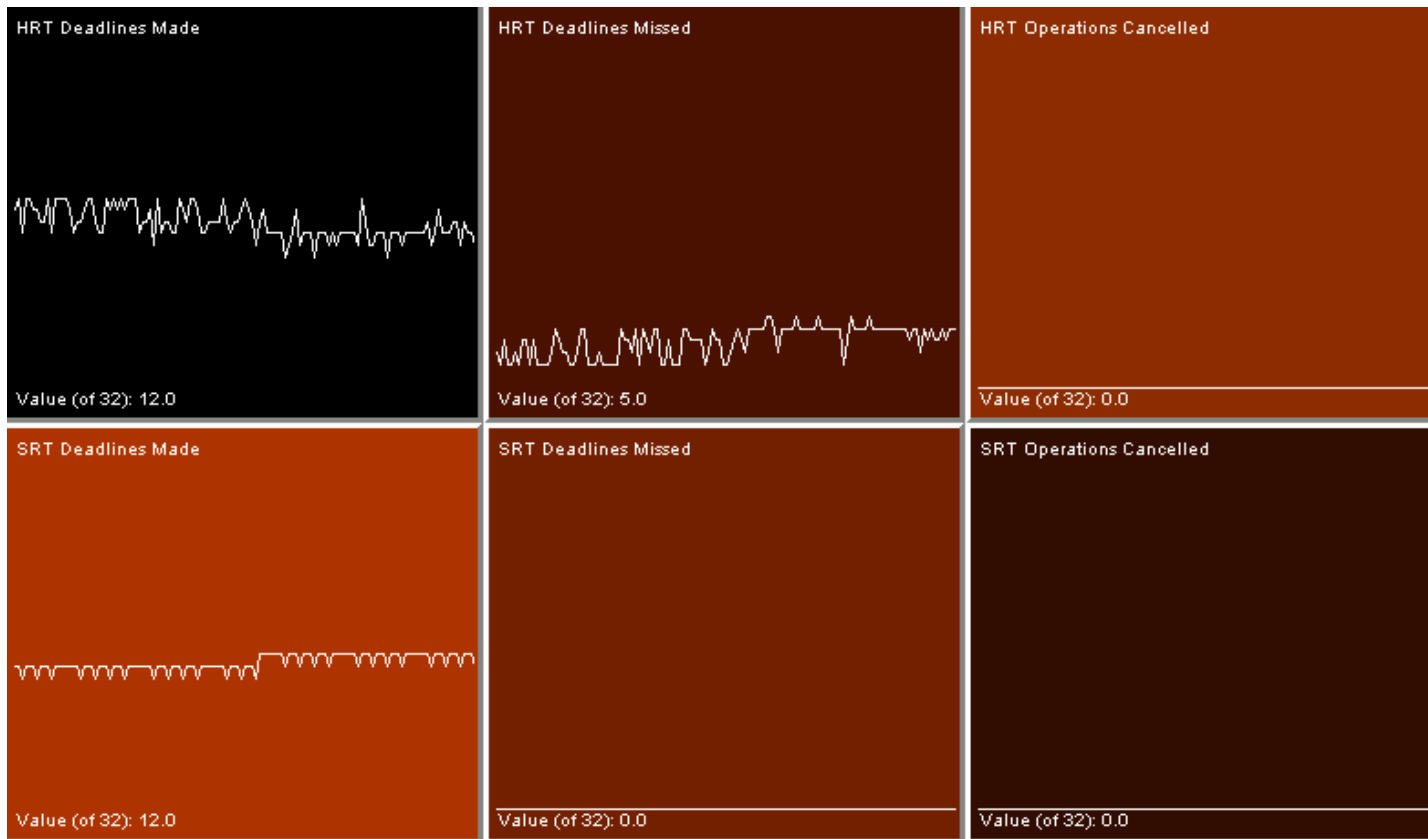 HRT Deadlines Made
Value (of 32): 12.0
HRT Deadlines Missed
Value (of 32): 5.0
HRT Operations Cancelled
Value (of 32): 0.0
SRT Deadlines Made
Value (of 32): 12.0
SRT Deadlines Missed
Value (of 32): 0.0
SRT Operations Cancelled
Value (of 32): 0.0